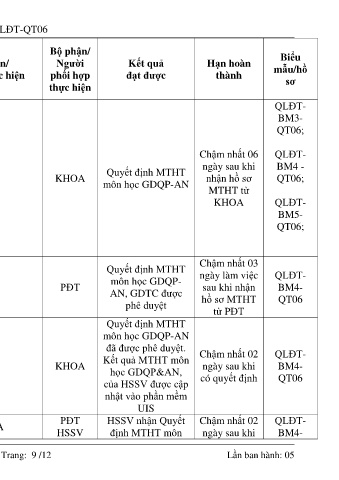 LĐT-QT06
n/
c hiện
Bộ phận/
Người
phối hợp
thực hiện
Kết quả
đạt được
Hạn hoàn
thành
Biểu
mẫu/hồ
sơ
KHOA
Quyết định MTHT
môn học GDQP-AN
Chậm nhất 06
ngày sau khi
nhận hồ sơ
MTHT từ
KHOA
QLĐT-
BM3-
QT06;
QLĐT-
BM4 -
QT06;
QLĐT-
BM5-
QT06;
PĐT
Quyết định MTHT
môn học GDQP-
AN, GDTC được
phê duyệt
Chậm nhất 03
ngày làm việc
sau khi nhận
hồ sơ MTHT
từ PĐT
QLĐT-
BM4-
QT06
KHOA
Quyết định MTHT
môn học GDQP-AN
đã được phê duyệt.
Kết quả MTHT môn
học GDQP&AN,
của HSSV được cập
nhật vào phần mềm
UIS
Chậm nhất 02
ngày sau khi
có quyết định
QLĐT-
BM4-
QT06
A
PĐT
HSSV
HSSV nhận Quyết
định MTHT môn
Chậm nhất 02
ngày sau khi
QLĐT-
BM4-
Trang: 9 /12
Lần ban hành: 05